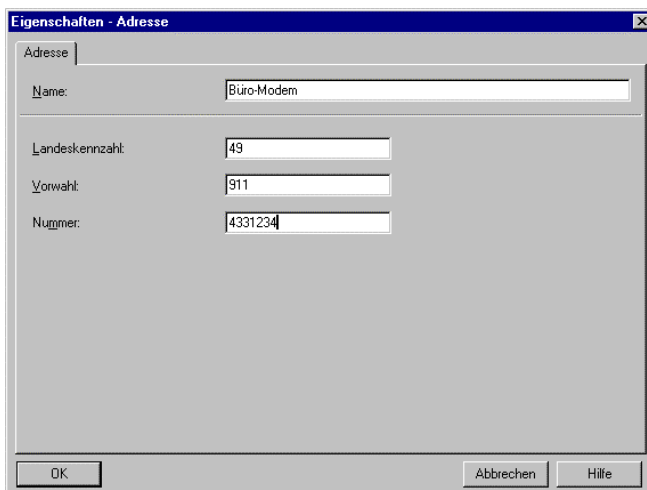 Eigenschaften - Adresse
Adresse
Name: Büro-Modem
Landeskennzahl: 49
Vorwahl: 911
Nummer: 4331234
OK Abbrechen Hilfe